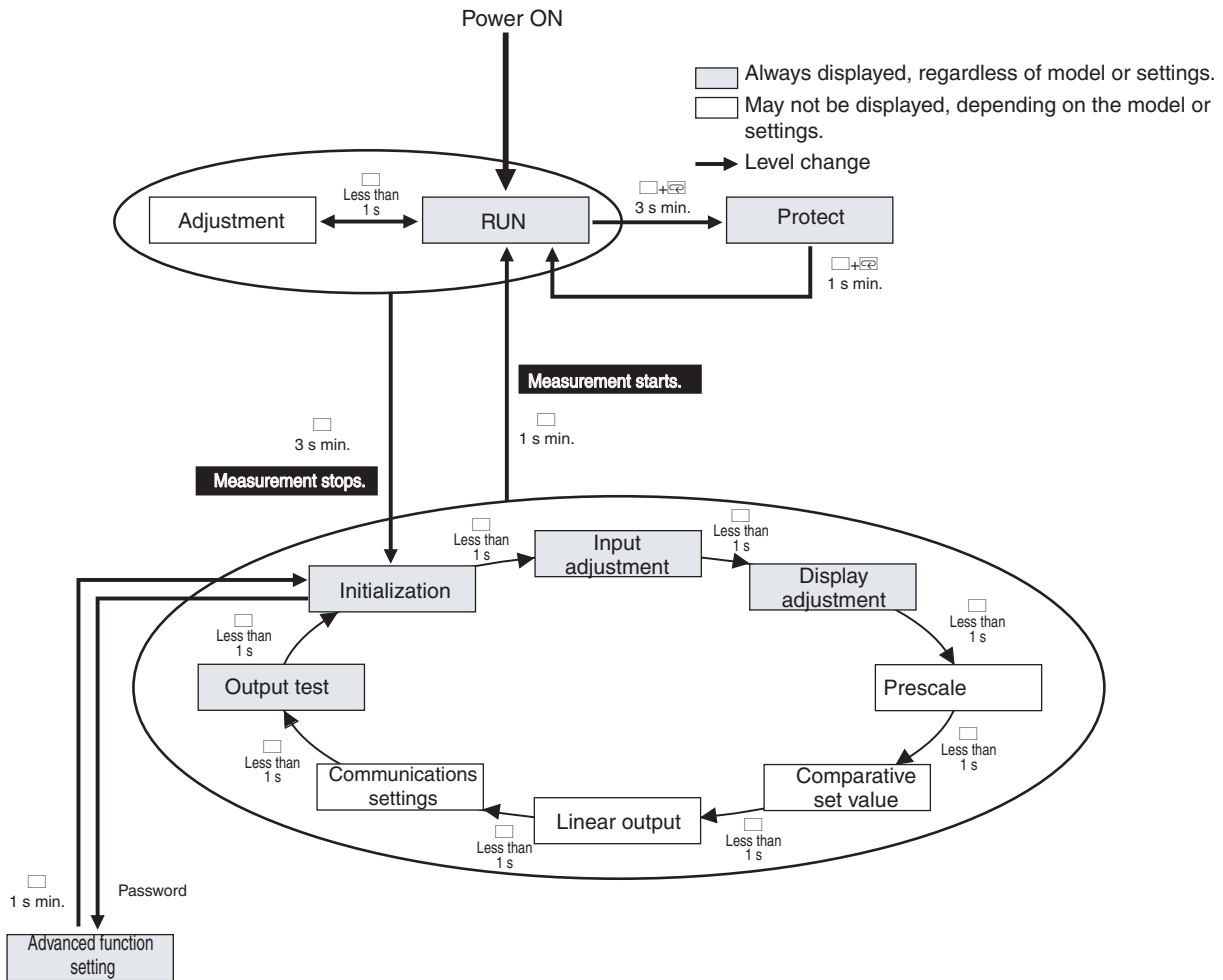 Power ON
Always displayed, regardless of model or settings.
May not be displayed, depending on the model or
settings.
Level change
Adjustment
Less than
1 s
RUN
+
3 s min.
Protect
+
1 s min.
Measurement starts.
1 s min.
3 s min.
Measurement stops.
Less than
1 s
Input
adjustment
Less than
1 s
Initialization
Display
adjustment
Less than
1 s
Less than
1 s
Output test
Prescale
Less than
1 s
Less than
1 s
Communications
settings
Comparative
set value
Linear output
Less than
1 s
Less than
1 s
1 s min.
Password
Advanced function
setting